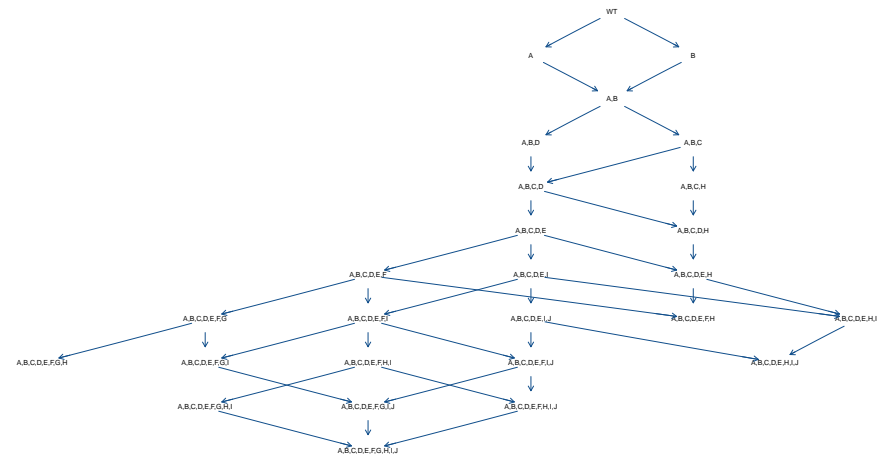 WT
A
B
A,B
A,B,D
A,B,C
A,B,C,D
A,B,C,H
A,B,C,D,E
A,B,C,D,H
A,B,C,D,E,F
A,B,C,D,E,I
A,B,C,D,E,H
A,B,C,D,E,F,G
A,B,C,D,E,F,I
A,B,C,D,E,I,J
A,B,C,D,E,F,H
A,B,C,D,E,H,I
A,B,C,D,E,F,G,H
A,B,C,D,E,F,G,I
A,B,C,D,E,F,H,I
A,B,C,D,E,F,I,J
A,B,C,D,E,H,I,J
A,B,C,D,E,F,G,H,I
A,B,C,D,E,F,G,I,J
A,B,C,D,E,F,H,I,J
A,B,C,D,E,F,G,H,I,J